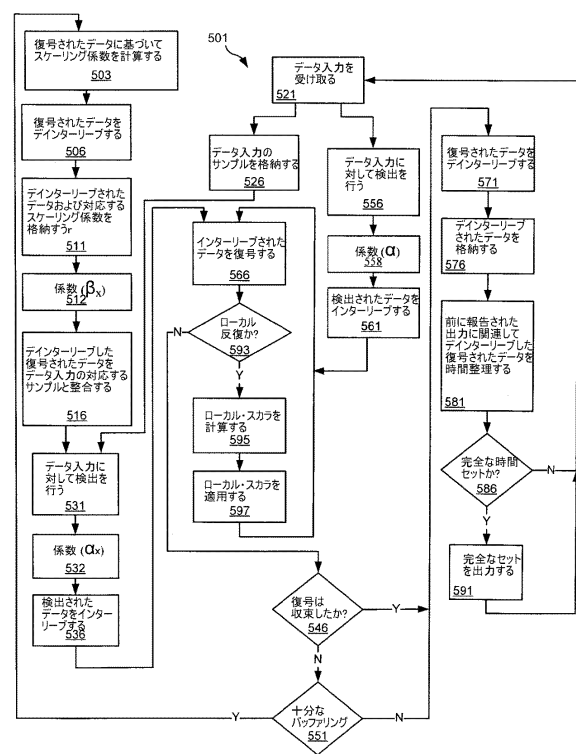 501
復号されたデータに基づいて
スケーリング係数を計算する
503
復号されたデータを
デインターリーブする
506
デインターリーブされた
データおよび対応する
スケーリング係数を
格納すうr
511
係数 (βx)
512
デインターリーブした
復号されたデータを
データ入力の対応する
サンプルと整合する
516
データ入力に
対して検出を
行う
531
係数 (αx)
532
検出された
データをインター
リーブする
536
データ入力を
受け取る
521
データ入力の
サンプルを格納する
526
データ入力に
対して検出を
行う
556
係数 (α)
558
検出されたデータを
インターリーブする
561
インターリーブされた
データを復号する
566
ローカル
反復か?
593
N
Y
ローカル・スカラを
計算する
595
ローカル・スカラを
適用する
597
復号は
収束したか?
546
Y
N
十分な
バッファリング
551
Y
N
復号されたデータを
デインターリーブする
571
デインターリーブ
されたデータを
格納する
576
前に報告された
出力に関連して
デインターリーブした
復号されたデータを
時間整理する
581
完全な時間
セットか?
586
N
Y
完全なセット
を出力する
591